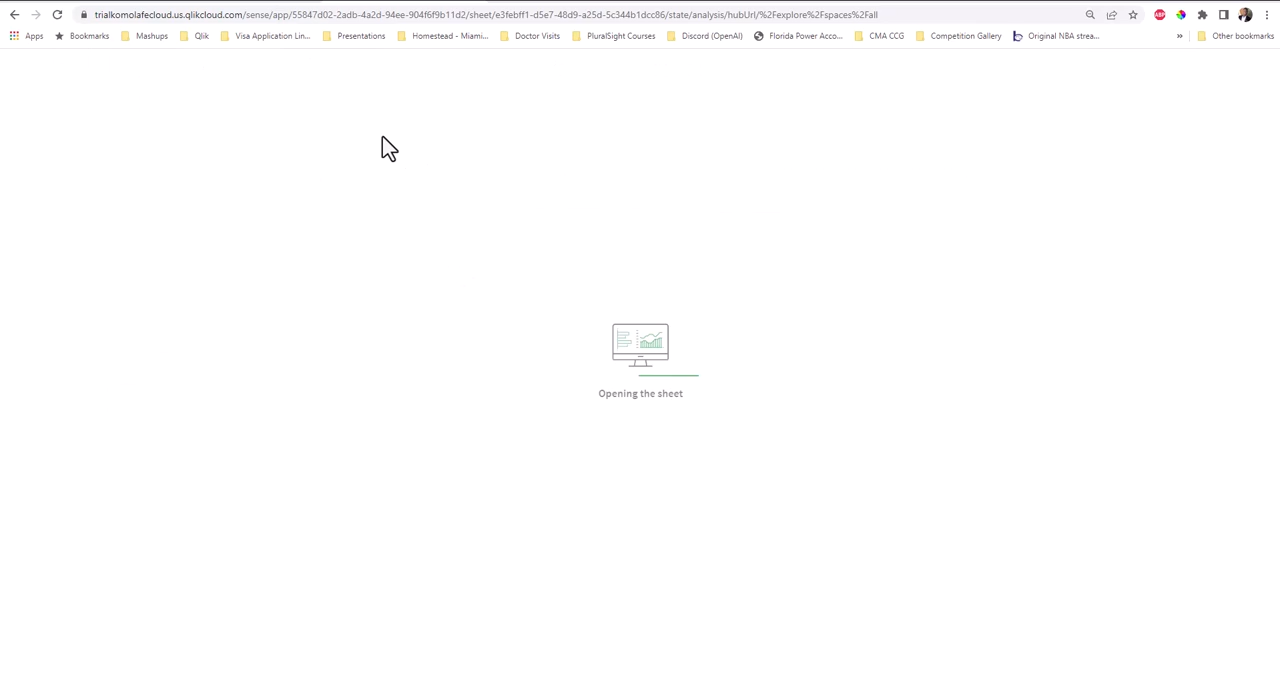 trialkomolafecloud.us.qlikcloud.com/sense/app/55847d02-2adb-4a2d-94ee-904f6f9b11d2/sheet/e3febff1-d5e7-48d9-a25d-5c344b1dcc86/state/analysis/hubUrl/%2Fexplore%2Fspaces%2Fall
ABP
Apps Bookmarks Mashups Qlik Visa Application Lin... Presentations Homestead - Miami... Doctor Visits PluralSight Courses Discord (OpenAI) Florida Power Acco... CMA CCG Competition Gallery Original NBA strea... » Other bookmarks
Opening the sheet